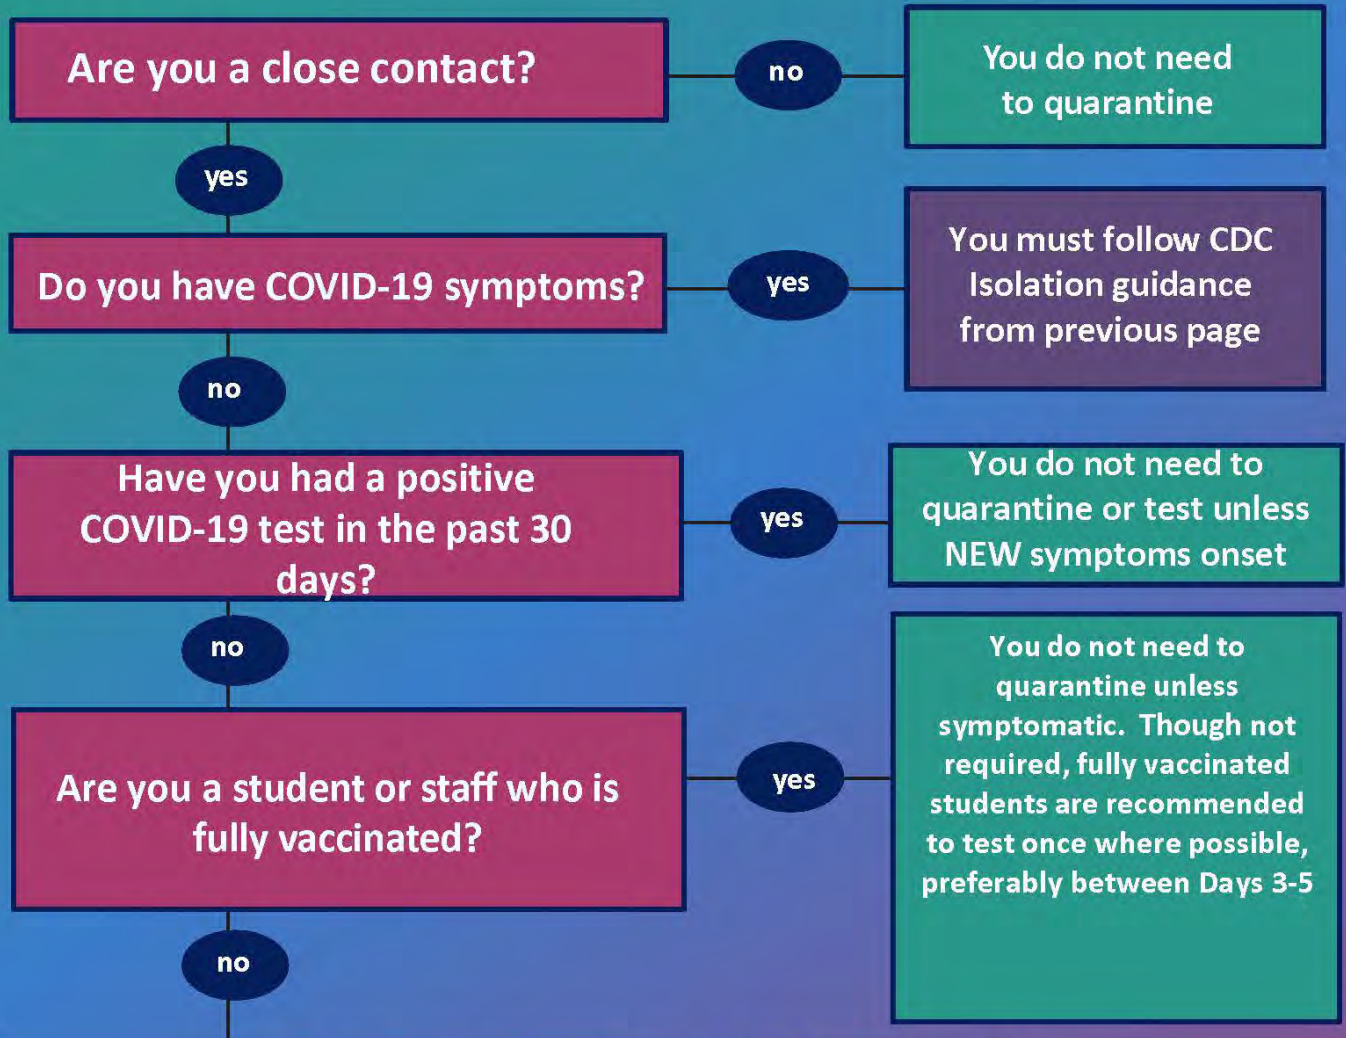 Are you a close contact?
no
You do not need
to quarantine
yes
Do you have COVID-19 symptoms?
yes
You must follow CDC
Isolation guidance
from previous page
no
Have you had a positive
COVID-19 test in the past 30
days?
yes
You do not need to
quarantine or test unless
NEW symptoms onset
no
Are you a student or staff who is
fully vaccinated?
yes
You do not need to
quarantine unless
symptomatic. Though not
required, fully vaccinated
students are recommended
to test once where possible,
preferably between Days 3-5
no